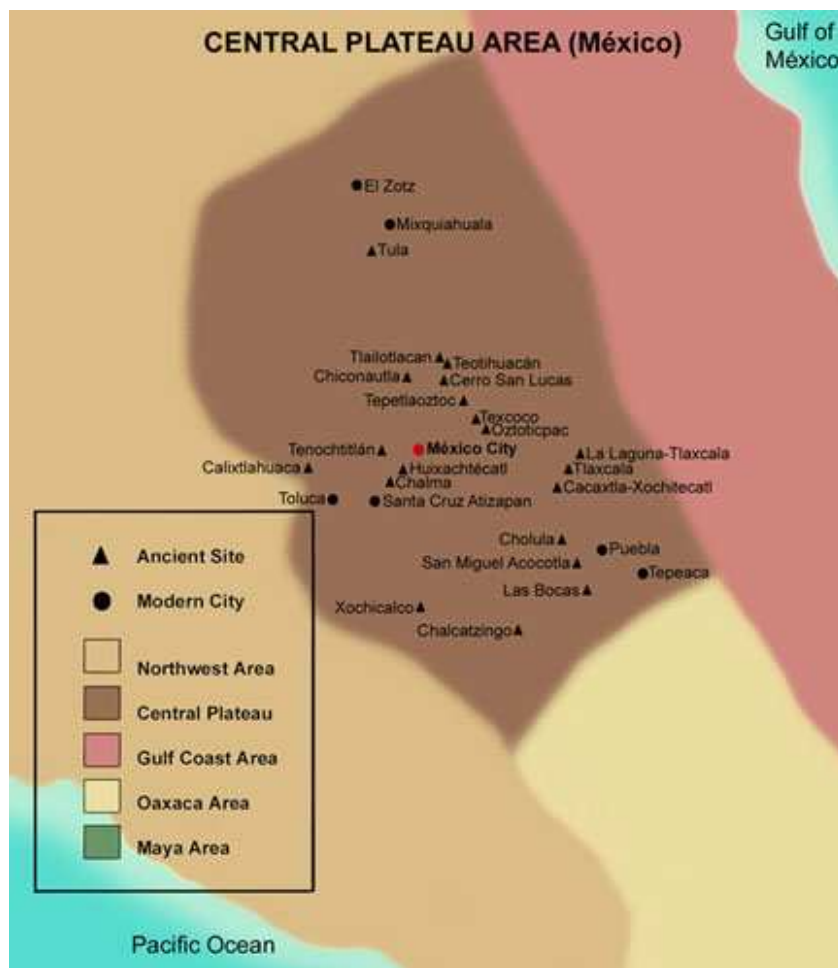 CENTRAL PLATEAU AREA (México)
Gulf of
México
El Zotz
Mixquiahuala
Tula
Tlailotlacan
Teotihuacán
Chiconautla
Cerro San Lucas
Tepetlaoztoc
Texcoco
Oztoticpac
Tenochtitlán
México City
La Laguna-Tlaxcala
Calixtlahuaca
Huixachtécatl
Tlaxcala
Chalma
Cacaxtla-Xochitecatl
Toluca
Santa Cruz Atizapan
Cholula
Puebla
San Miguel Acocotla
Tepeaca
Las Bocas
Xochicalco
Chalcatzingo
Ancient Site
Modern City
Northwest Area
Central Plateau
Gulf Coast Area
Oaxaca Area
Maya Area
Pacific Ocean